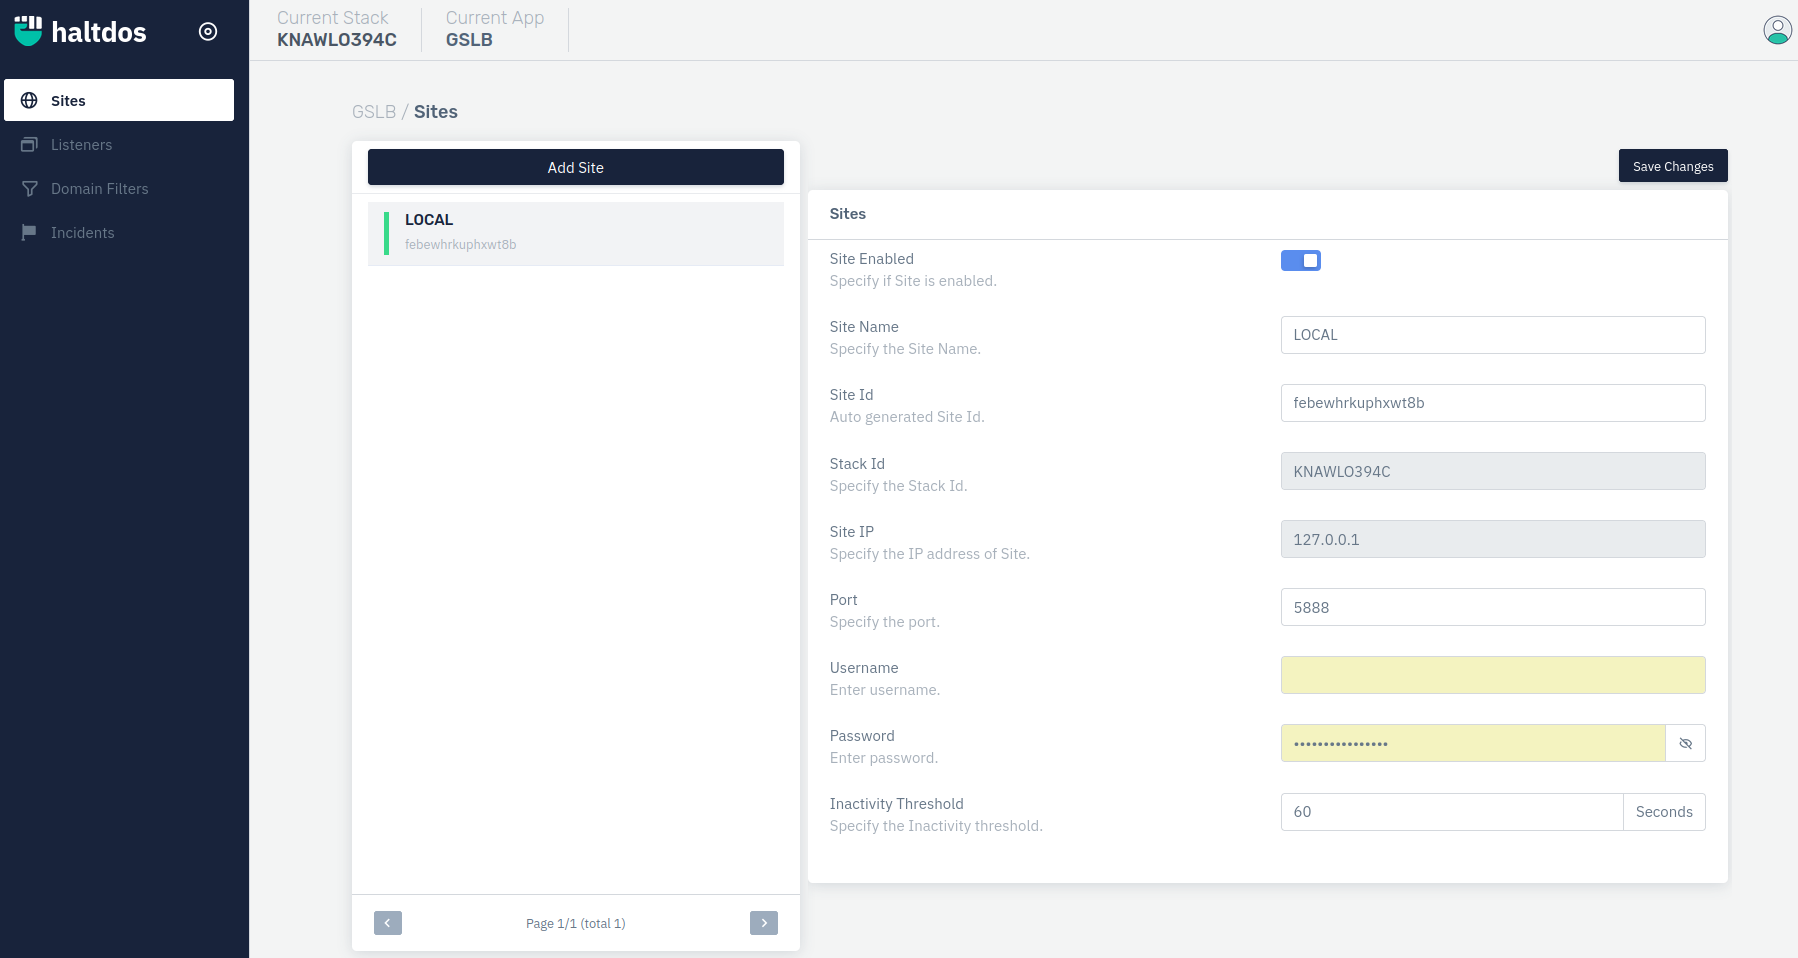 haltdos
Current Stack
KNAWLO394C
Current App
GSLB
Sites
Listeners
Domain Filters
Incidents
GSLB / Sites
Add Site
LOCAL
febewhrkuphxwt8b
Page 1/1 (total 1)
Save Changes
Sites
Site Enabled
Specify if Site is enabled.
Site Name
Specify the Site Name.
LOCAL
Site Id
Auto generated Site Id.
febewhrkuphxwt8b
Stack Id
Specify the Stack Id.
KNAWLO394C
Site IP
Specify the IP address of Site.
127.0.0.1
Port
Specify the port.
5888
Username
Enter username.
Password
Enter password.
••••••••••••••••
Inactivity Threshold
Specify the Inactivity threshold.
60 Seconds